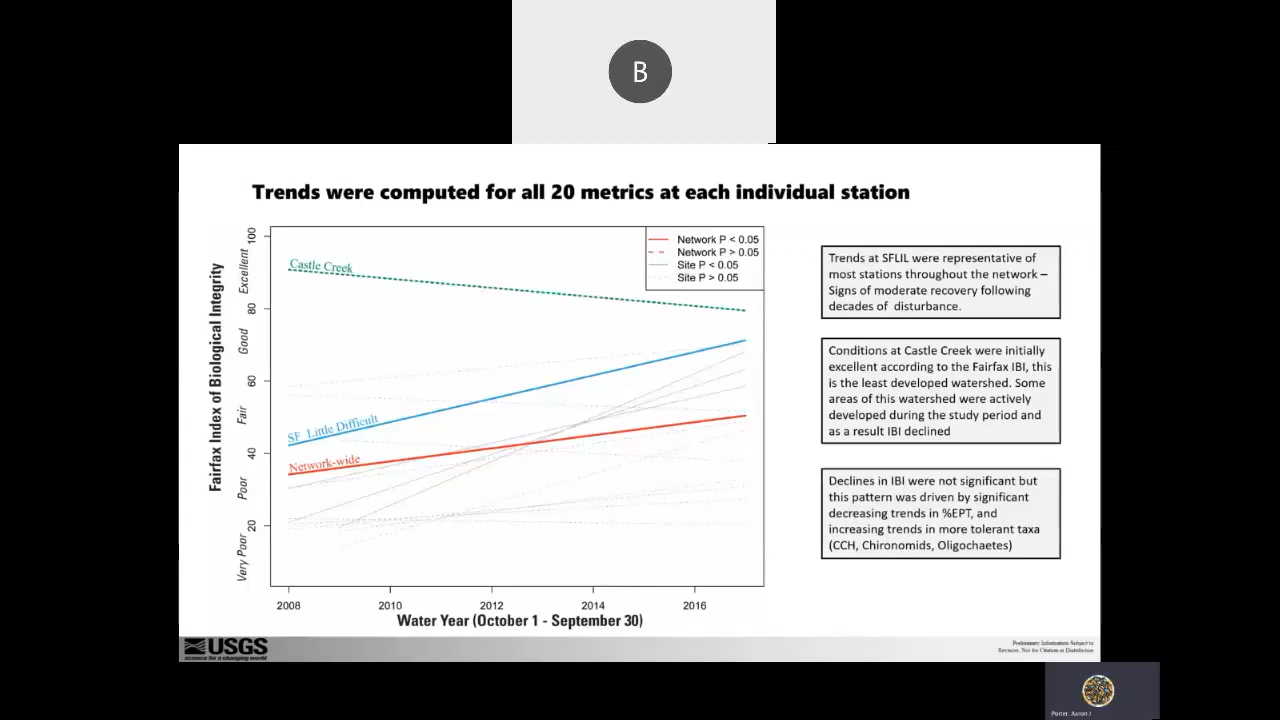 B
Trends were computed for all 20 metrics at each individual station
Fairfax Index of Biological Integrity
Very Poor
Poor
Fair
Good
Excellent
20
40
60
80
100
Castle Creek
SF Little Difficult
Network-wide
Network P < 0.05
Network P > 0.05
Site P < 0.05
Site P > 0.05
2008
2010
2012
2014
2016
Water Year (October 1 - September 30)
Trends at SFLIL were representative of
most stations throughout the network –
Signs of moderate recovery following
decades of disturbance.
Conditions at Castle Creek were initially
excellent according to the Fairfax IBI, this
is the least developed watershed. Some
areas of this watershed were actively
developed during the study period and
as a result IBI declined
Declines in IBI were not significant but
this pattern was driven by significant
decreasing trends in %EPT, and
increasing trends in more tolerant taxa
(CCH, Chironomids, Oligochaetes)
USGS
science for a changing world
Preliminary Information-Subject to
Revision. Not for Citation or Distribution
Porter, Aaron J